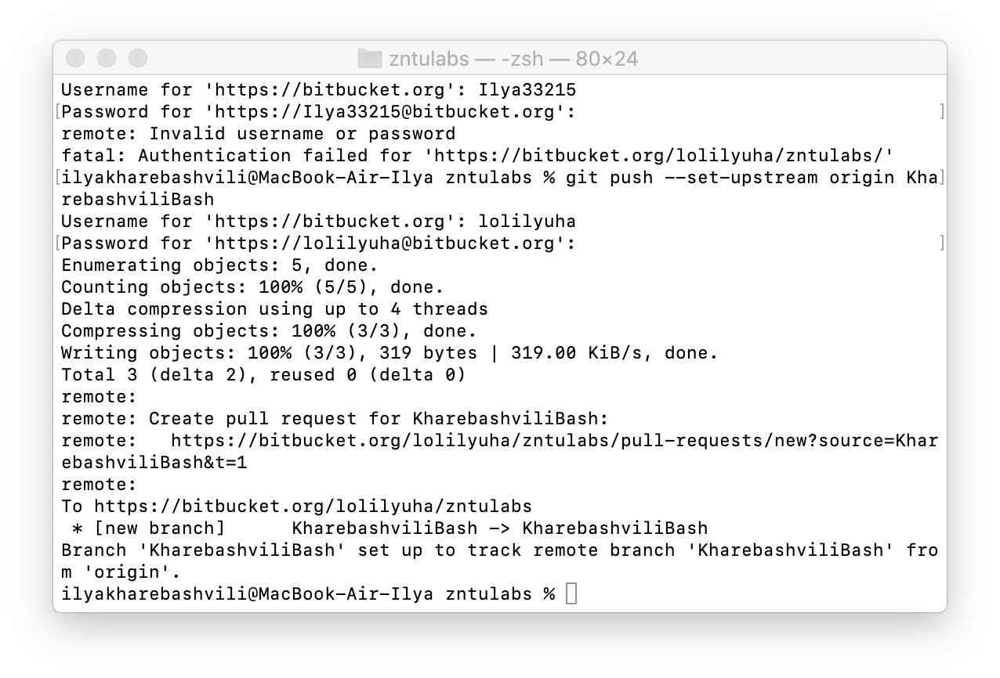 zntulabs — -zsh — 80×24
Username for 'https://bitbucket.org': Ilya33215
[Password for 'https://Ilya33215@bitbucket.org': ]
remote: Invalid username or password
fatal: Authentication failed for 'https://bitbucket.org/lolilyuha/zntulabs/'
[ilyakharebashvili@MacBook-Air-Ilya zntulabs % git push --set-upstream origin Kha]
rebashviliBash
Username for 'https://bitbucket.org': lolilyuha
[Password for 'https://lolilyuha@bitbucket.org': ]
Enumerating objects: 5, done.
Counting objects: 100% (5/5), done.
Delta compression using up to 4 threads
Compressing objects: 100% (3/3), done.
Writing objects: 100% (3/3), 319 bytes | 319.00 KiB/s, done.
Total 3 (delta 2), reused 0 (delta 0)
remote:
remote: Create pull request for KharebashviliBash:
remote:   https://bitbucket.org/lolilyuha/zntulabs/pull-requests/new?source=Khar
ebashviliBash&t=1
remote:
To https://bitbucket.org/lolilyuha/zntulabs
 * [new branch]      KharebashviliBash -> KharebashviliBash
Branch 'KharebashviliBash' set up to track remote branch 'KharebashviliBash' fro
m 'origin'.
ilyakharebashvili@MacBook-Air-Ilya zntulabs %